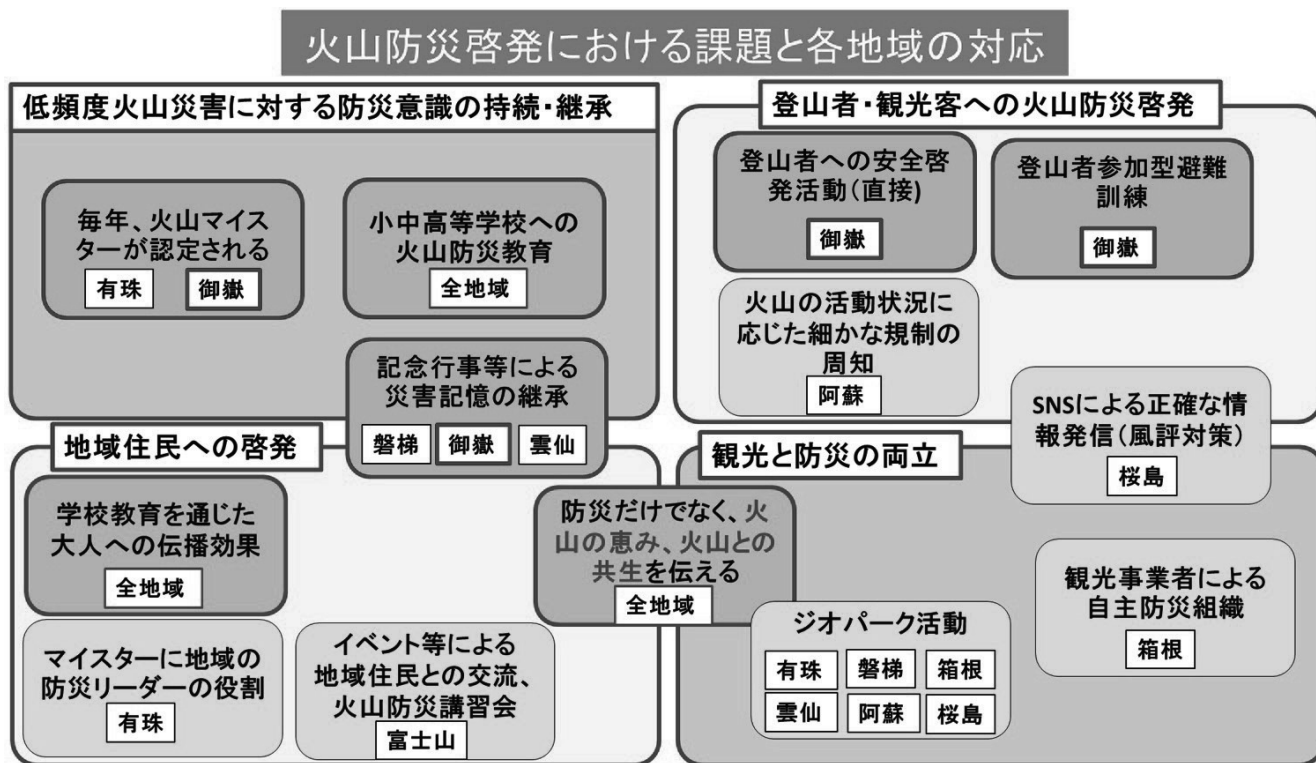 火山防災啓発における課題と各地域の対応
低頻度火山災害に対する防災意識の持続・継承
毎年、火山マイス
ターが認定される
有珠
御嶽
小中高等学校への
火山防災教育
全地域
記念行事等による
災害記憶の継承
磐梯
御嶽
雲仙
登山者・観光客への火山防災啓発
登山者への安全啓
発活動(直接)
御嶽
登山者参加型避難
訓練
御嶽
火山の活動状況に
応じた細かな規制の
周知
阿蘇
SNSによる正確な情
報発信(風評対策)
桜島
地域住民への啓発
学校教育を通じた
大人への伝播効果
全地域
マイスターに地域の
防災リーダーの役割
有珠
イベント等による
地域住民との交流、
火山防災講習会
富士山
防災だけでなく、火
山の恵み、火山との
共生を伝える
全地域
観光と防災の両立
ジオパーク活動
有珠
磐梯
箱根
雲仙
阿蘇
桜島
観光事業者による
自主防災組織
箱根